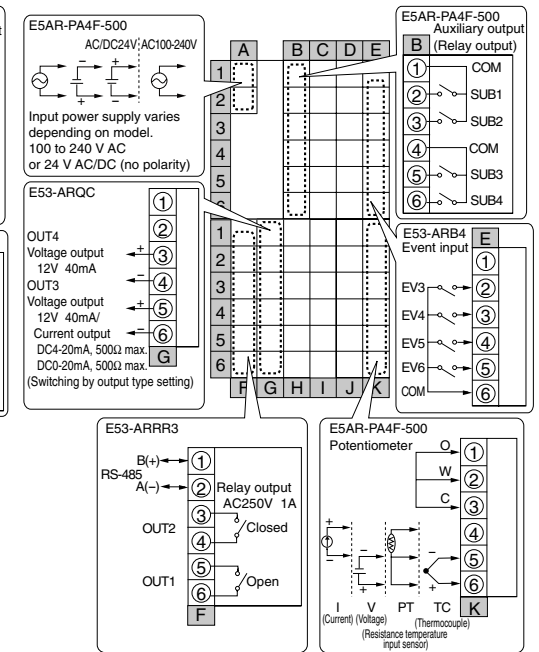 E5AR-PA4F-500
AC/DC24V AC100-240V
Input power supply varies
depending on model.
100 to 240 V AC
or 24 V AC/DC (no polarity)
A B C D E
1
2
3
4
5
1
2
3
4
5
6
F G H I J K
E5AR-PA4F-500
Auxiliary output
(Relay output)
B
1 COM
2 SUB1
3 SUB2
4 COM
5 SUB3
6 SUB4
E53-ARQC
1
2
OUT4
Voltage output + 3
12V 40mA
OUT3 − 4
Voltage output + 5
12V 40mA/
Current output − 6
DC4-20mA, 500Ω max.
DC0-20mA, 500Ω max.
G
(Switching by output type setting)
E53-ARB4
Event input
E
1
EV3 2
EV4 3
EV5 4
EV6 5
COM 6
E53-ARRR3
B(+) 1
RS-485
A(−) 2
Relay output
AC250V 1A
3
OUT2 Closed
4
5
OUT1 Open
6
F
E5AR-PA4F-500
Potentiometer
O 1
W 2
C 3
4
5
6
+ −
− +
− +
I V PT TC K
(Current) (Voltage) (Thermocouple)
(Resistance temperature
input sensor)